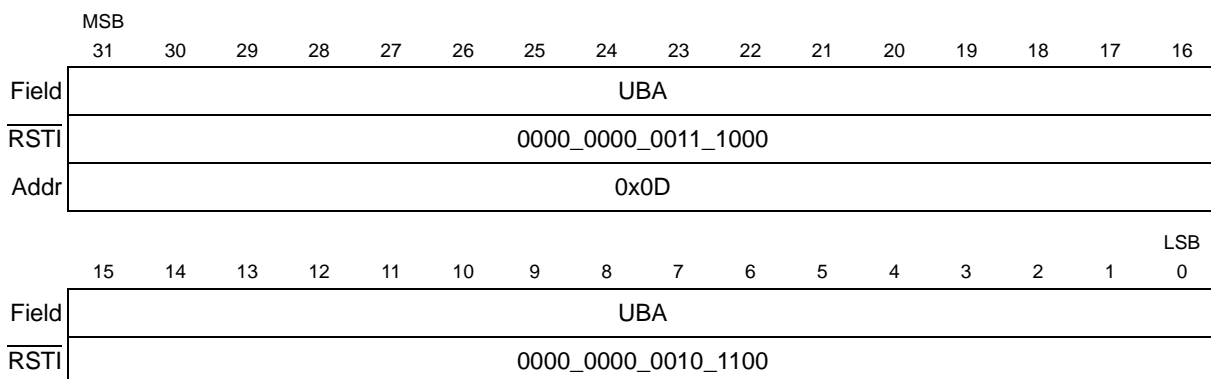 MSB
31 30 29 28 27 26 25 24 23 22 21 20 19 18 17 16
Field UBA
RSTI 0000_0000_0011_1000
Addr 0x0D
LSB
15 14 13 12 11 10 9 8 7 6 5 4 3 2 1 0
Field UBA
RSTI 0000_0000_0010_1100